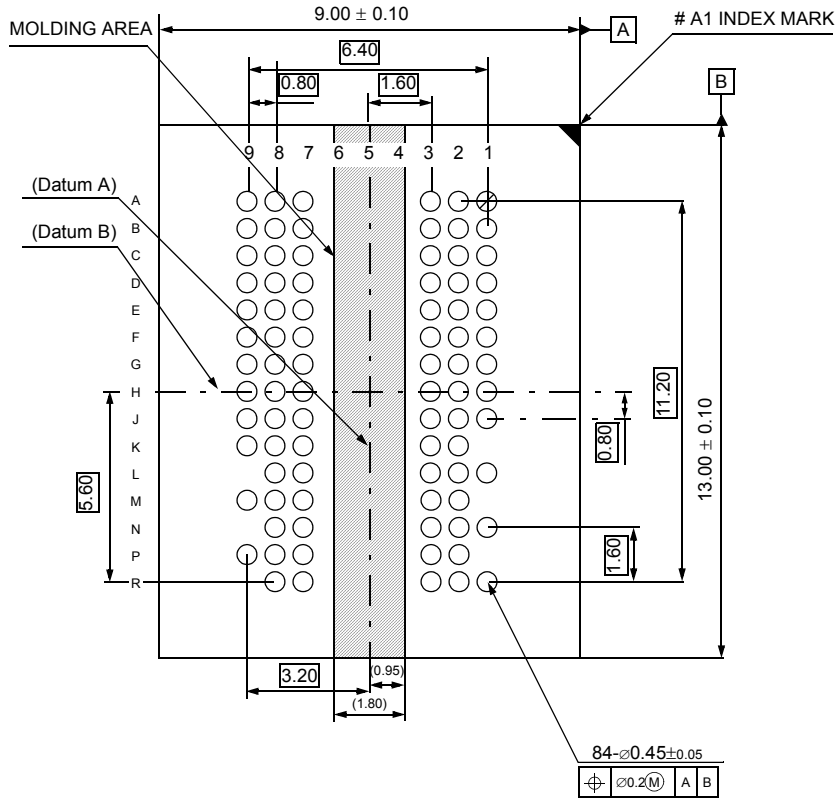 9.00 ± 0.10
MOLDING AREA
A
# A1 INDEX MARK
6.40
0.80
1.60
B
9 8 7 6 5 4 3 2 1
(Datum A)
A
(Datum B)
B
C
D
E
F
G
H
J
K
L
M
N
P
R
5.60
11.20
0.80
13.00 ± 0.10
1.60
3.20
(0.95)
(1.80)
84-∅0.45±0.05
⌖ ∅0.2Ⓜ A B